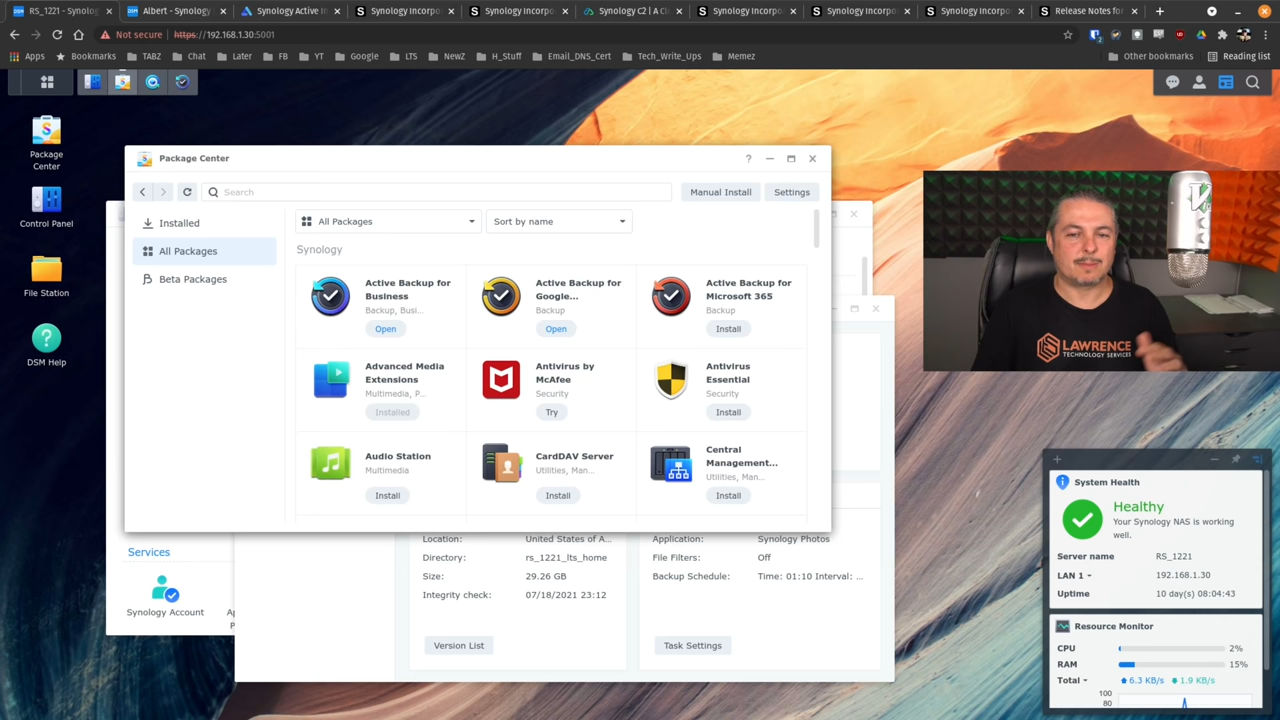 RS_1221 - Synolog
Albert - Synology
Synology Active In
Synology Incorpor
Synology Incorpo
Synology C2 | A Cl
Synology Incorpor
Synology Incorpor
Synology Incorpor
Release Notes for
Not secure https://192.168.1.30:5001
Apps
Bookmarks
TABZ
Chat
Later
FB
YT
Google
LTS
NewZ
H_Stuff
Email_DNS_Cert
Tech_Write_Ups
Memez
Other bookmarks
Reading list
Package
Center
Control Panel
File Station
DSM Help
Package Center
Search
Manual Install
Settings
Installed
All Packages
Beta Packages
All Packages
Sort by name
Synology
Active Backup for
Business
Backup, Busi...
Open
Active Backup for
Google...
Backup
Open
Active Backup for
Microsoft 365
Backup
Install
Advanced Media
Extensions
Multimedia, P...
Installed
Antivirus by
McAfee
Security
Try
Antivirus
Essential
Security
Install
Audio Station
Multimedia
Install
CardDAV Server
Utilities, Man...
Install
Central
Management...
Utilities, Man...
Install
LAWRENCE
TECHNOLOGY SERVICES
Services
Synology Account
Location: United States of A...
Directory: rs_1221_lts_home
Size: 29.26 GB
Integrity check: 07/18/2021 23:12
Version List
Application: Synology Photos
File Filters: Off
Backup Schedule: Time: 01:10 Interval: ...
Task Settings
System Health
Healthy
Your Synology NAS is working
well.
Server name RS_1221
LAN 1 192.168.1.30
Uptime 10 day(s) 08:04:43
Resource Monitor
CPU 2%
RAM 15%
Total 6.3 KB/s 1.9 KB/s
100
80